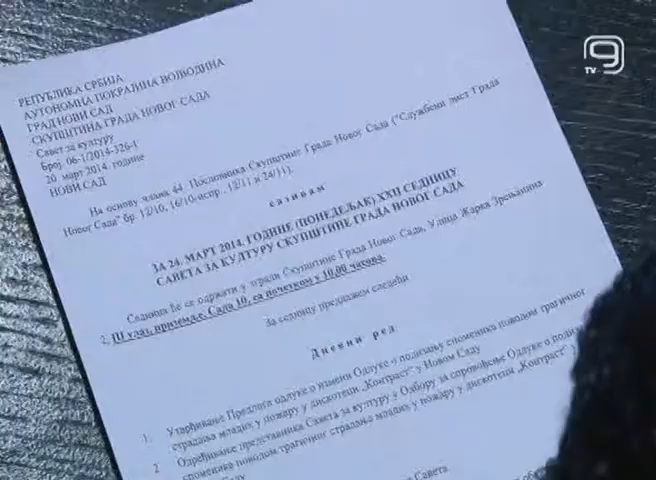 9
TV
РЕПУБЛИКА СРБИЈА
АУТОНОМНА ПОКРАЈИНА ВОЈВОДИНА
ГРАД НОВИ САД
СКУПШТИНА ГРАДА НОВОГ САДА
Савет за културу
Број: 06-1/2014-326-I
20. март 2014. године
НОВИ САД
На основу члана 44. Пословника Скупштине Града Новог Сада ("Службени лист Града
Новог Сада" бр. 12/10, 16/10-испр., 12/11 и 24/11),
с а з и в а м
ЗА 24. МАРТ 2014. ГОДИНЕ (ПОНЕДЕЉАК) XXII СЕДНИЦУ
САВЕТА ЗА КУЛТУРУ СКУПШТИНЕ ГРАДА НОВОГ САДА
Седница ће се одржати у згради Скупштине Града Новог Сада, Улица Жарка Зрењанина
2, III улаз, приземље, Сала 10, са почетком у 10,00 часова.
За седницу предлажем следећи
Д н е в н и р е д
1. Утврђивање Предлога одлуке о измени Одлуке о подизању споменика поводом трагичног
страдања младих у пожару у дискотеци „Контраст" у Новом Саду
2. Одређивање представника Савета за културу у Одбору за спровођење Одлуке о
споменика поводом трагичног страдања младих у пожару у дискотеци „Контраст"
Савета